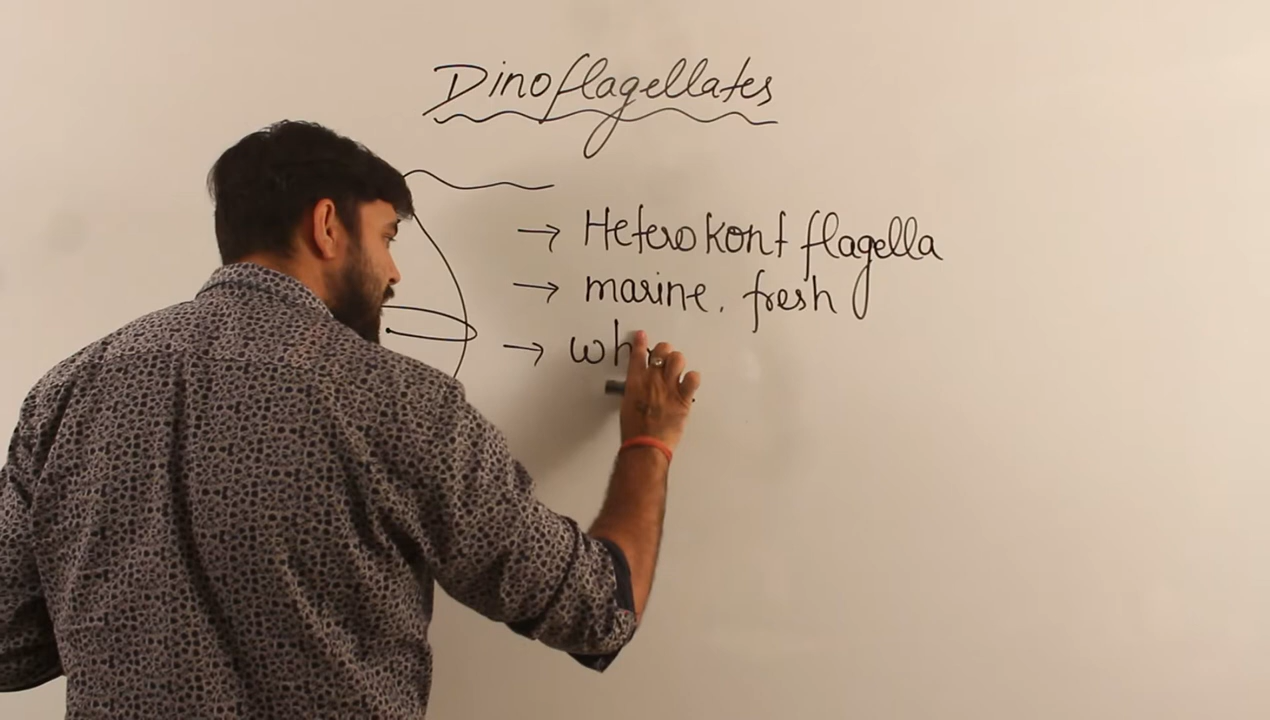 Dinoflagellates
→ Heterokont flagella
→ marine, fresh
→ wh